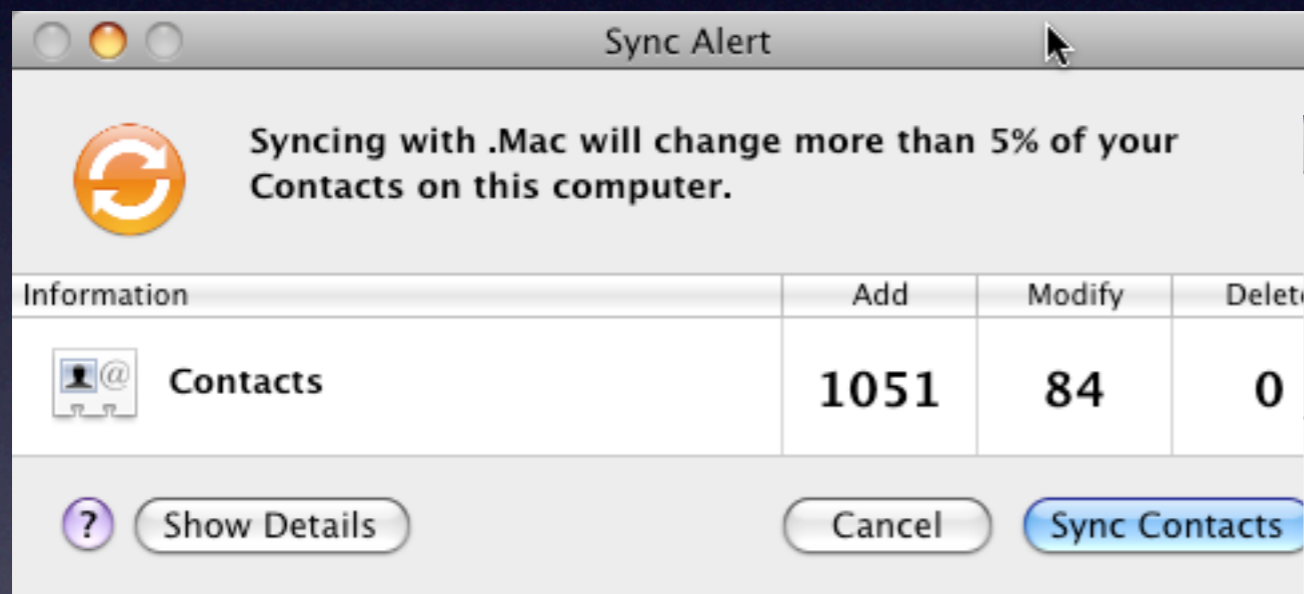 Sync Alert
Syncing with .Mac will change more than 5% of your
Contacts on this computer.
Information Add Modify Delete
@ Contacts 1051 84 0
? Show Details Cancel Sync Contacts